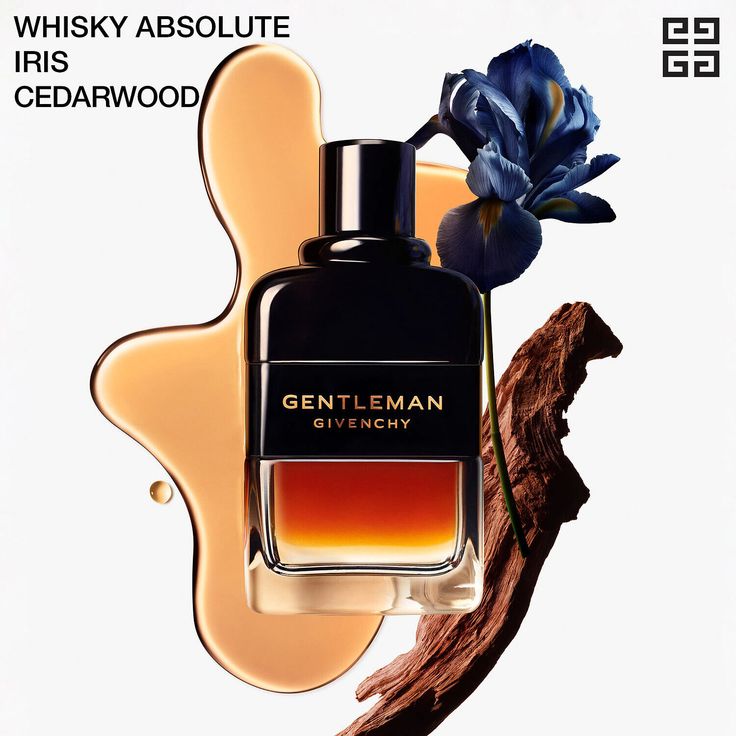 WHISKY ABSOLUTE
IRIS
CEDARWOOD
GENTLEMAN
GIVENCHY